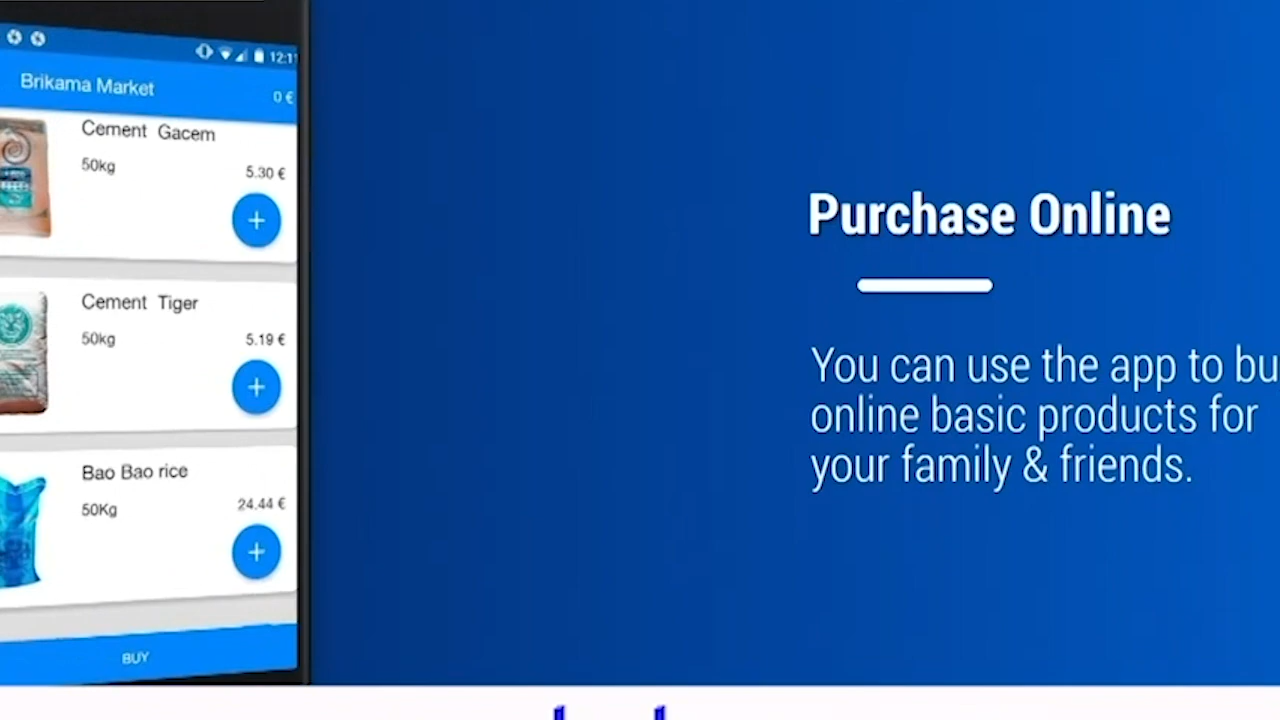 12:11
Brikama Market
0 €
Cement Gacem
50kg
5.30 €
Cement Tiger
50kg
5.19 €
Bao Bao rice
50Kg
24.44 €
BUY
Purchase Online
You can use the app to bu
online basic products for
your family & friends.